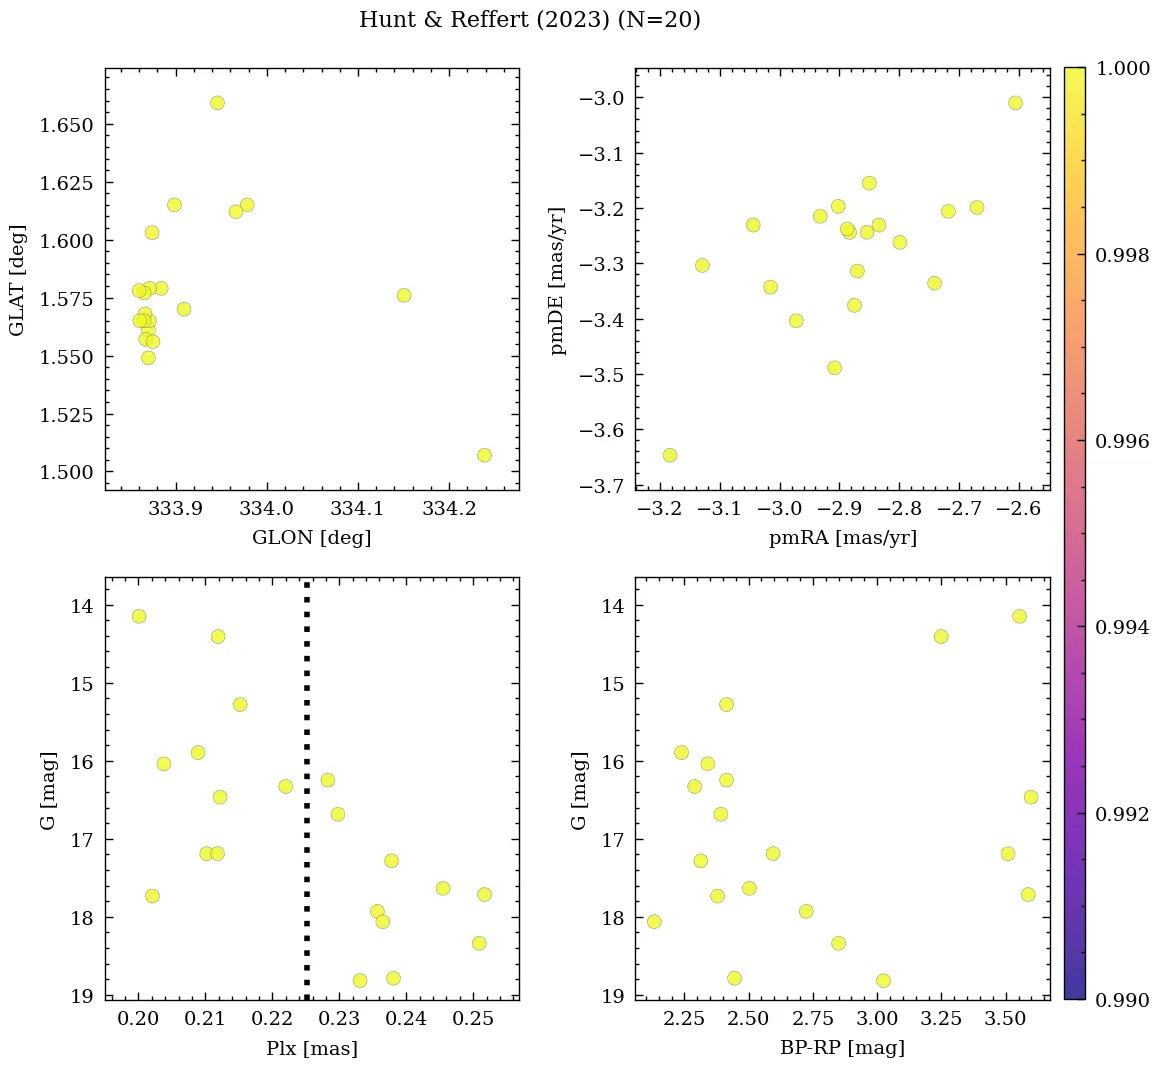 Hunt & Reffert (2023) (N=20)
1.650
1.625
1.600
1.575
1.550
1.525
1.500
GLAT [deg]
333.9 334.0 334.1 334.2
GLON [deg]
−3.0
−3.1
−3.2
−3.3
−3.4
−3.5
−3.6
−3.7
pmDE [mas/yr]
−3.2 −3.1 −3.0 −2.9 −2.8 −2.7 −2.6
pmRA [mas/yr]
14
15
16
17
18
19
G [mag]
0.20 0.21 0.22 0.23 0.24 0.25
Plx [mas]
14
15
16
17
18
19
G [mag]
2.25 2.50 2.75 3.00 3.25 3.50
BP-RP [mag]
1.000
0.998
0.996
0.994
0.992
0.990